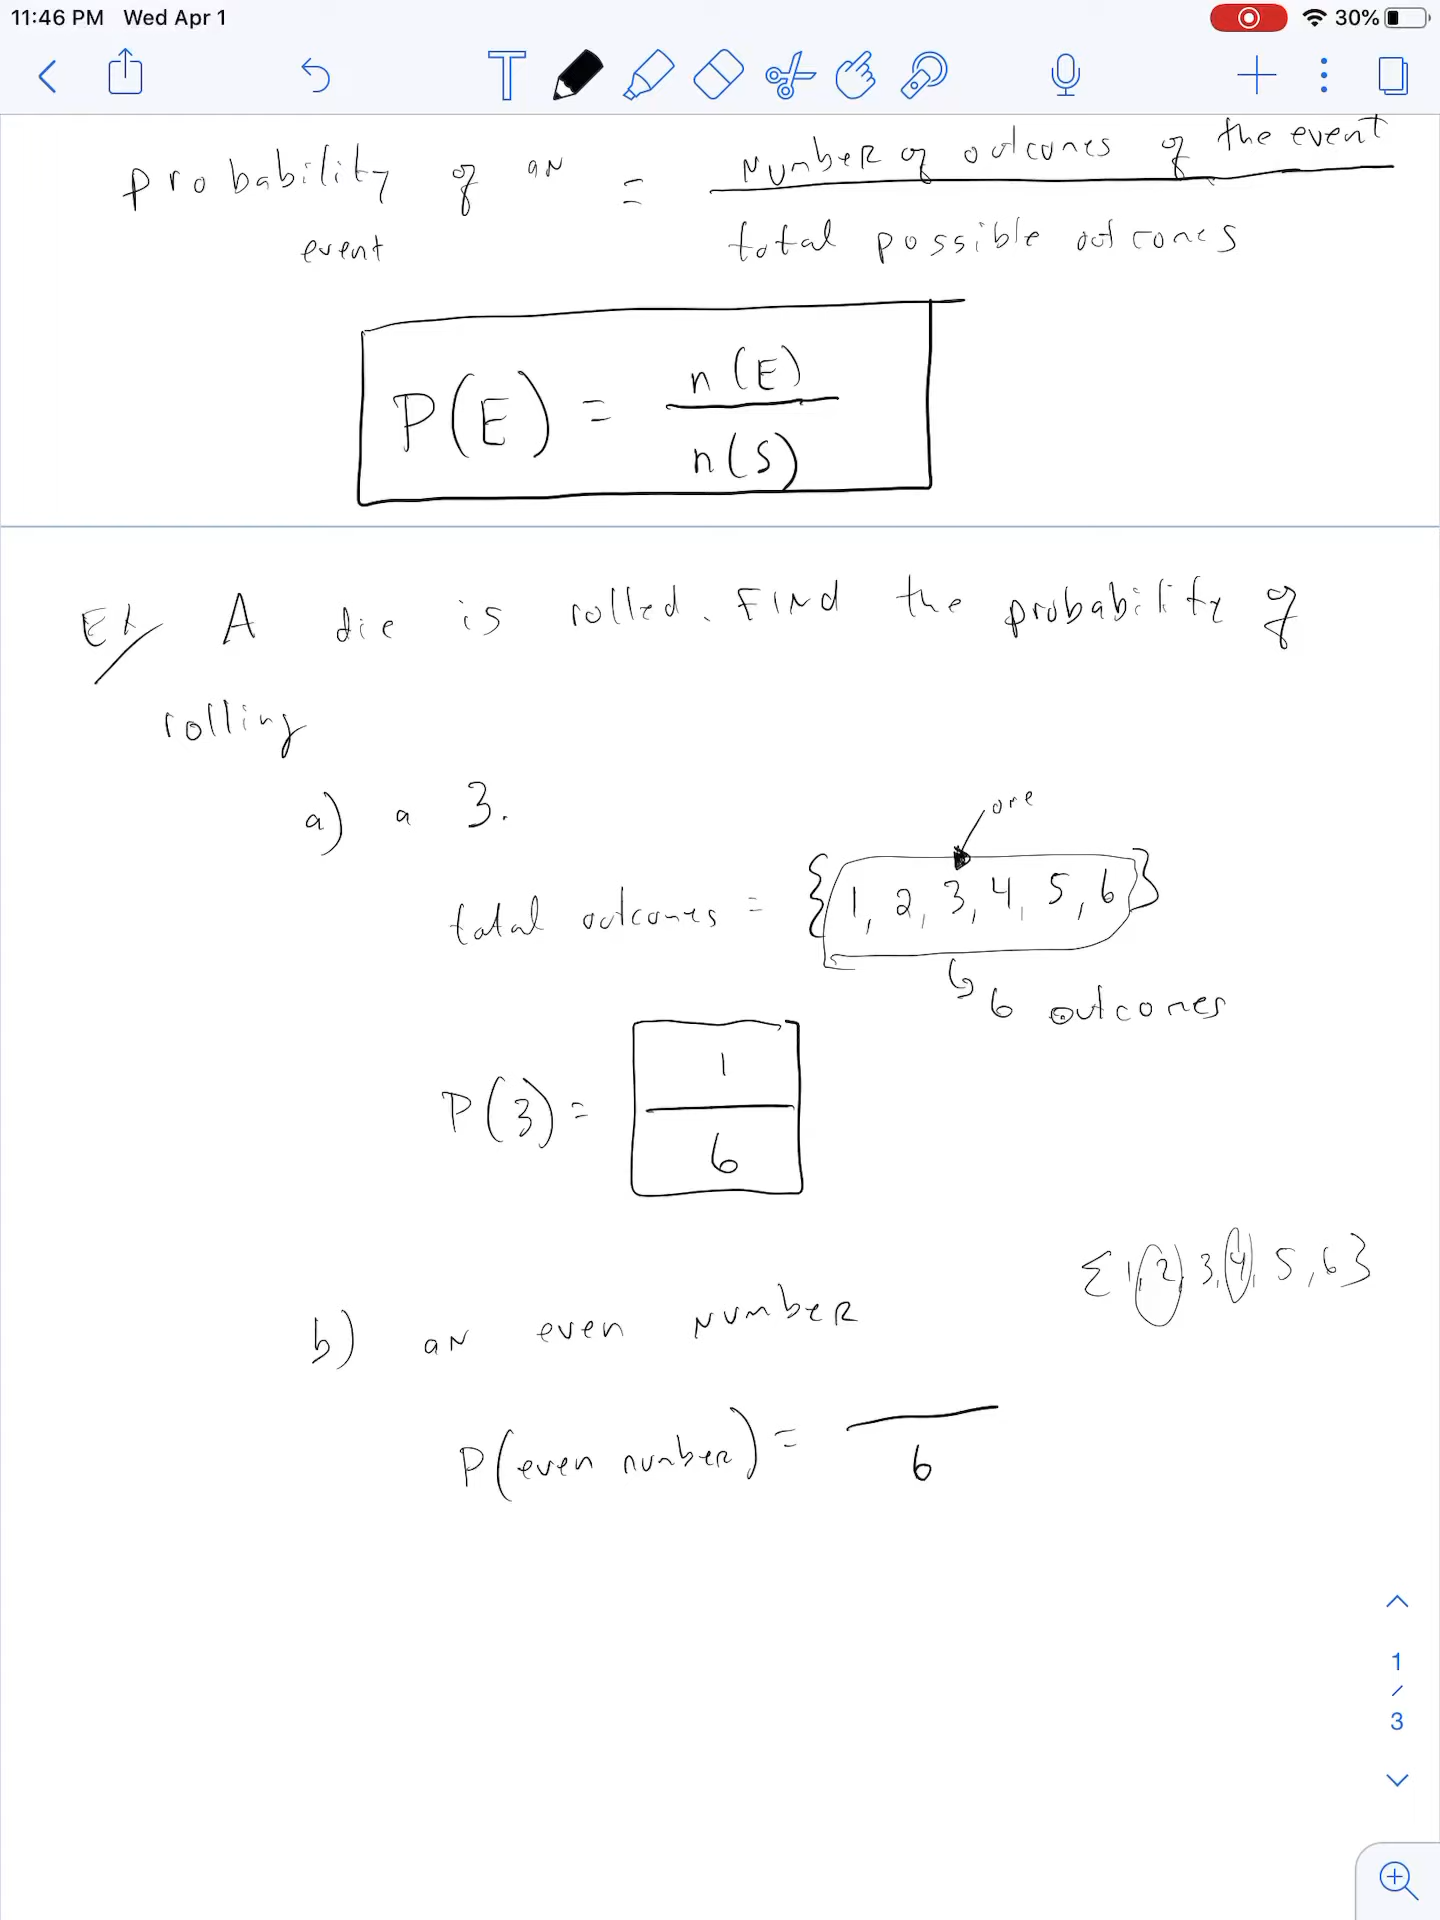 11:46 PM Wed Apr 1 30%
T
probability of an = number of outcomes of the event
event total possible outcomes
P(E) = n(E)
n(S)
Ex A die is rolled. Find the probability of
rolling
a) a 3.
one
total outcomes = {1, 2, 3, 4, 5, 6}
6 outcomes
P(3) = 1
6
{1, 2, 3, 4, 5, 6}
b) an even number
P(even number) =
6
1
/
3